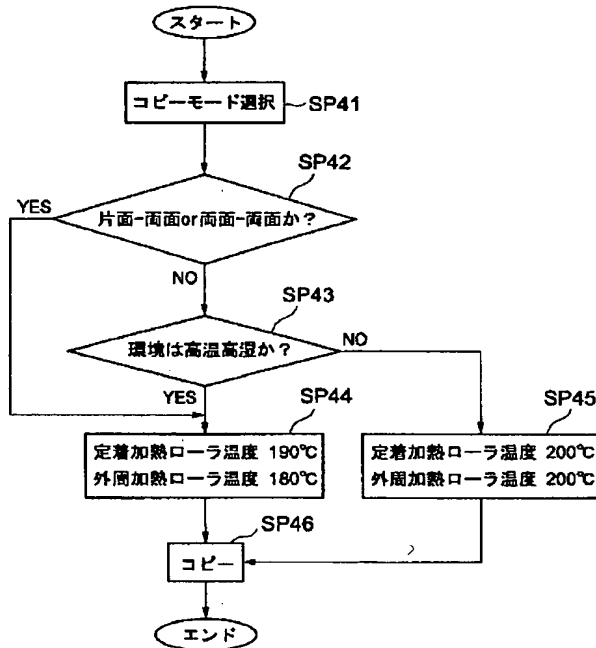 スタート
コピーモード選択
SP41
SP42
YES
片面-両面or両面-両面か？
NO
SP43
環境は高温高湿か？
NO
YES
SP44
定着加熱ローラ温度 190℃
外周加熱ローラ温度 180℃
SP45
定着加熱ローラ温度 200℃
外周加熱ローラ温度 200℃
SP46
コピー
エンド